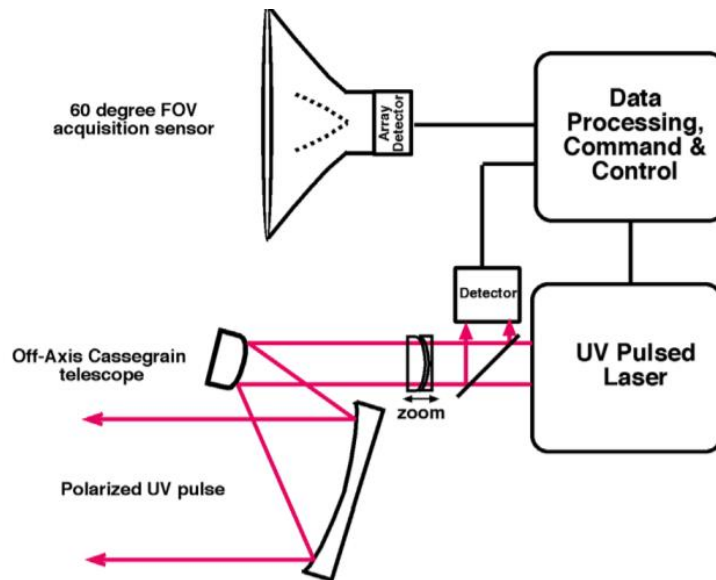 60 degree FOV
acquisition sensor
Array
Detector
Data
Processing,
Command &
Control
Detector
Off-Axis Cassegrain
telescope
zoom
UV Pulsed
Laser
Polarized UV pulse